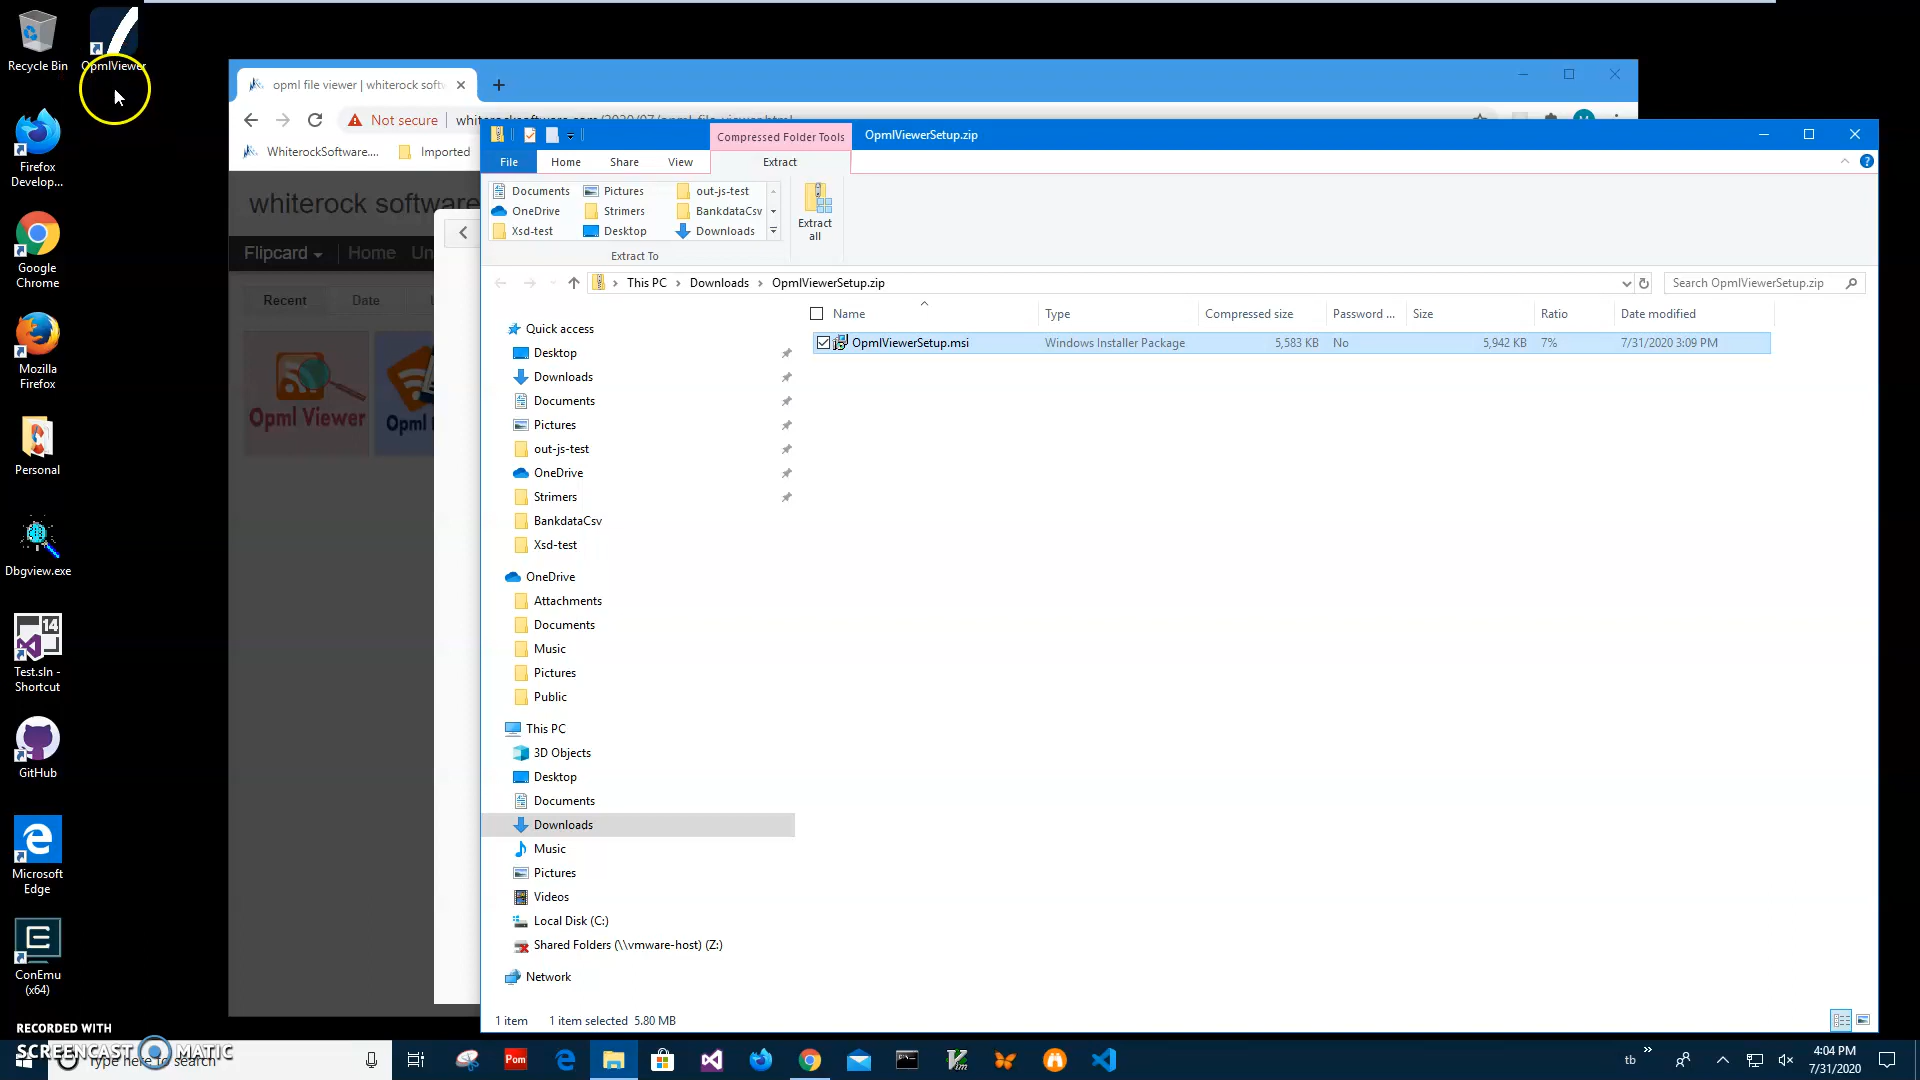 Recycle Bin
OpmlViewer
Firefox
Develop...
Google
Chrome
Mozilla
Firefox
Personal
Dbgview.exe
14
Test.sln -
Shortcut
GitHub
Microsoft
Edge
ConEmu
(x64)
opml file viewer | whiterock softw
Not secure
WhiterockSoftware....
Imported
whiterock software
Flipcard
Home
Un
Recent
Date
Opml Viewer
Opml
Compressed Folder Tools
OpmlViewerSetup.zip
File
Home
Share
View
Extract
Documents
Pictures
out-js-test
OneDrive
Strimers
BankdataCsv
Xsd-test
Desktop
Downloads
Extract
all
Extract To
This PC
Downloads
OpmlViewerSetup.zip
Search OpmlViewerSetup.zip
Name
Type
Compressed size
Password ...
Size
Ratio
Date modified
OpmlViewerSetup.msi
Windows Installer Package
5,583 KB
No
5,942 KB
7%
7/31/2020 3:09 PM
Quick access
Desktop
Downloads
Documents
Pictures
out-js-test
OneDrive
Strimers
BankdataCsv
Xsd-test
OneDrive
Attachments
Documents
Music
Pictures
Public
This PC
3D Objects
Desktop
Documents
Downloads
Music
Pictures
Videos
Local Disk (C:)
Shared Folders (\\vmware-host) (Z:)
Network
1 item
1 item selected 5.80 MB
RECORDED WITH
SCREENCAST MATIC
Type here to search
Pom
tb
4:04 PM
7/31/2020